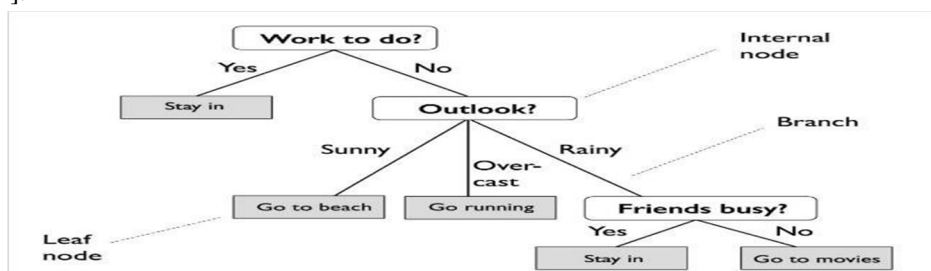 Work to do?
Internal
node
Yes
No
Stay in
Outlook?
Branch
Sunny
Over-
cast
Rainy
Go to beach
Go running
Friends busy?
Leaf
node
Yes
No
Stay in
Go to movies